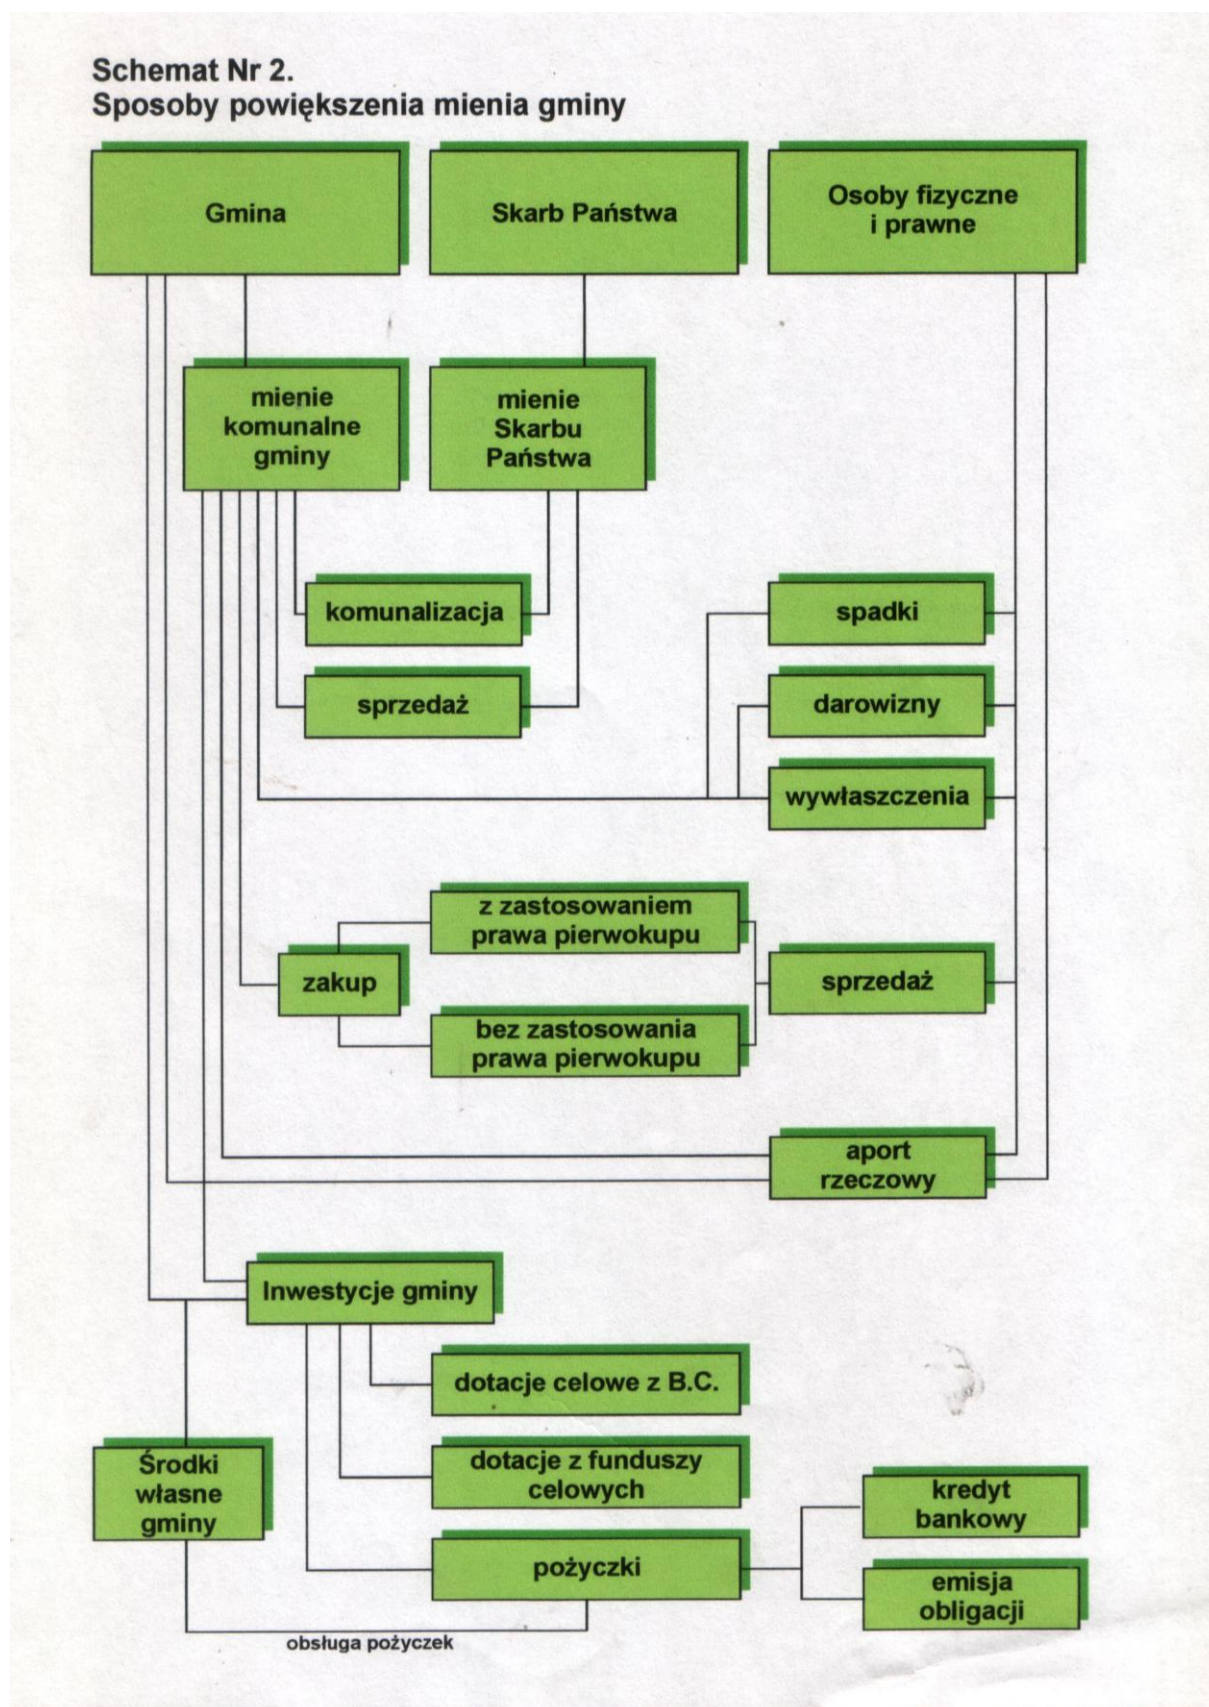 Schemat Nr 2.
Sposoby powiększenia mienia gminy
Gmina
Skarb Państwa
Osoby fizyczne
i prawne
mienie
komunalne
gminy
mienie
Skarbu
Państwa
komunalizacja
sprzedaż
spadki
darowizny
wywłaszczenia
z zastosowaniem
prawa pierwokupu
zakup
sprzedaż
bez zastosowania
prawa pierwokupu
aport
rzeczowy
Inwestycje gminy
dotacje celowe z B.C.
Środki
własne
gminy
dotacje z funduszy
celowych
kredyt
bankowy
pożyczki
emisja
obligacji
obsługa pożyczek